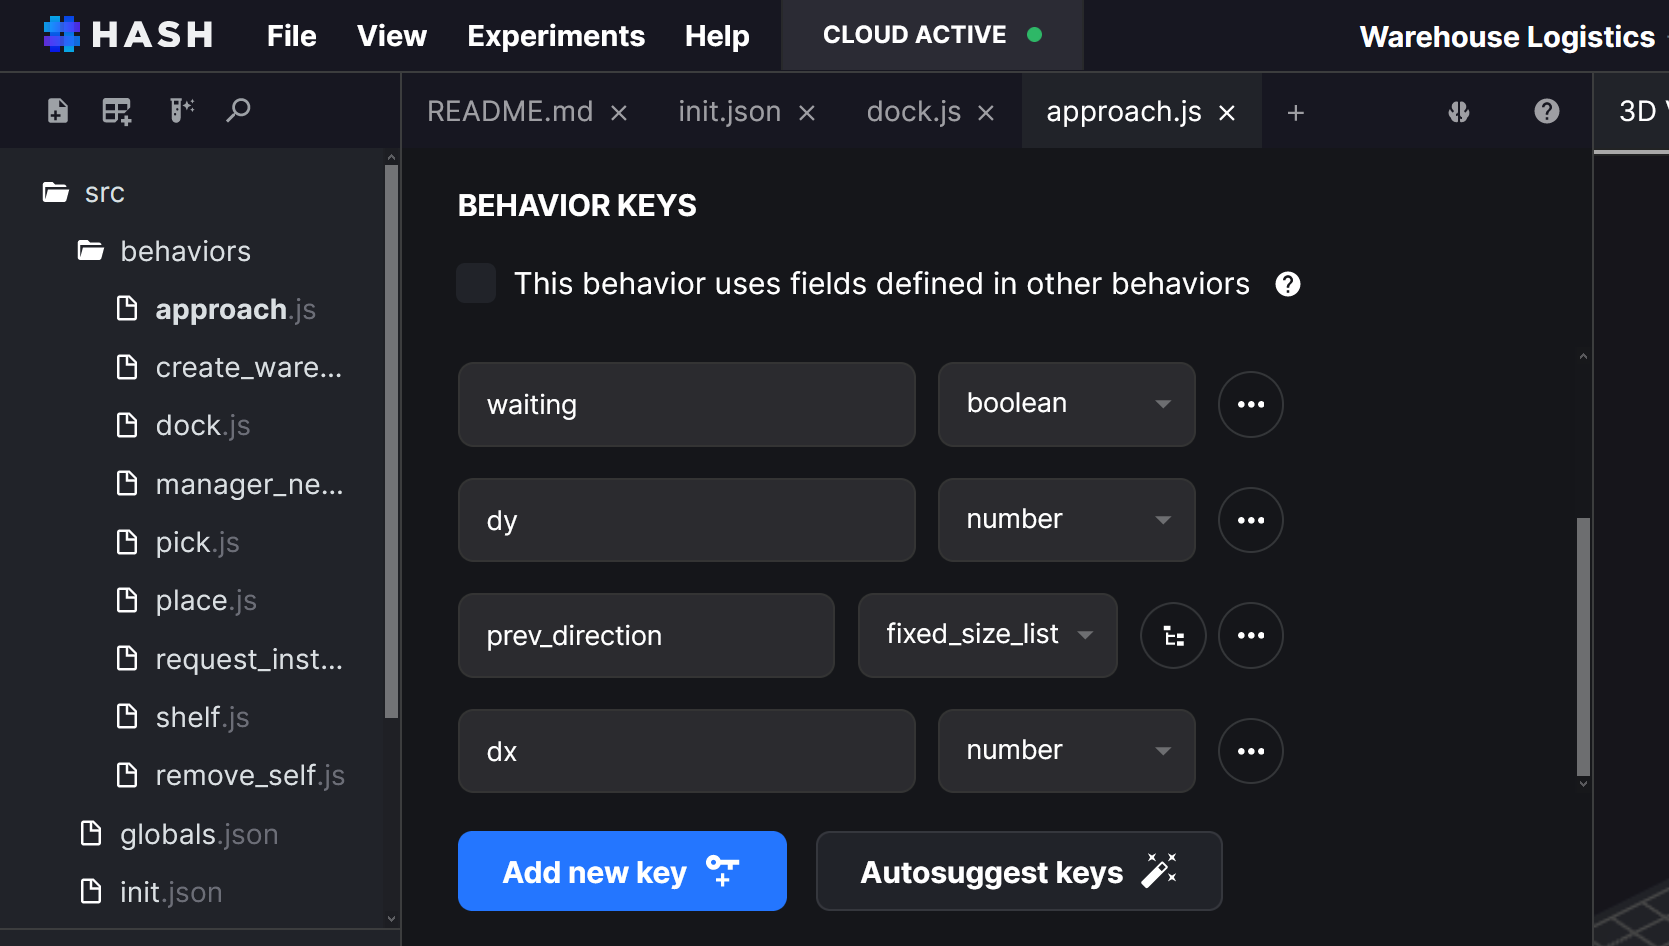 HASH File View Experiments Help CLOUD ACTIVE Warehouse Logistics
README.md init.json dock.js approach.js 3D
src
behaviors
approach.js
create_ware...
dock.js
manager_ne...
pick.js
place.js
request_inst...
shelf.js
remove_self.js
globals.json
init.json
BEHAVIOR KEYS
This behavior uses fields defined in other behaviors
waiting boolean
dy number
prev_direction fixed_size_list
dx number
Add new key Autosuggest keys